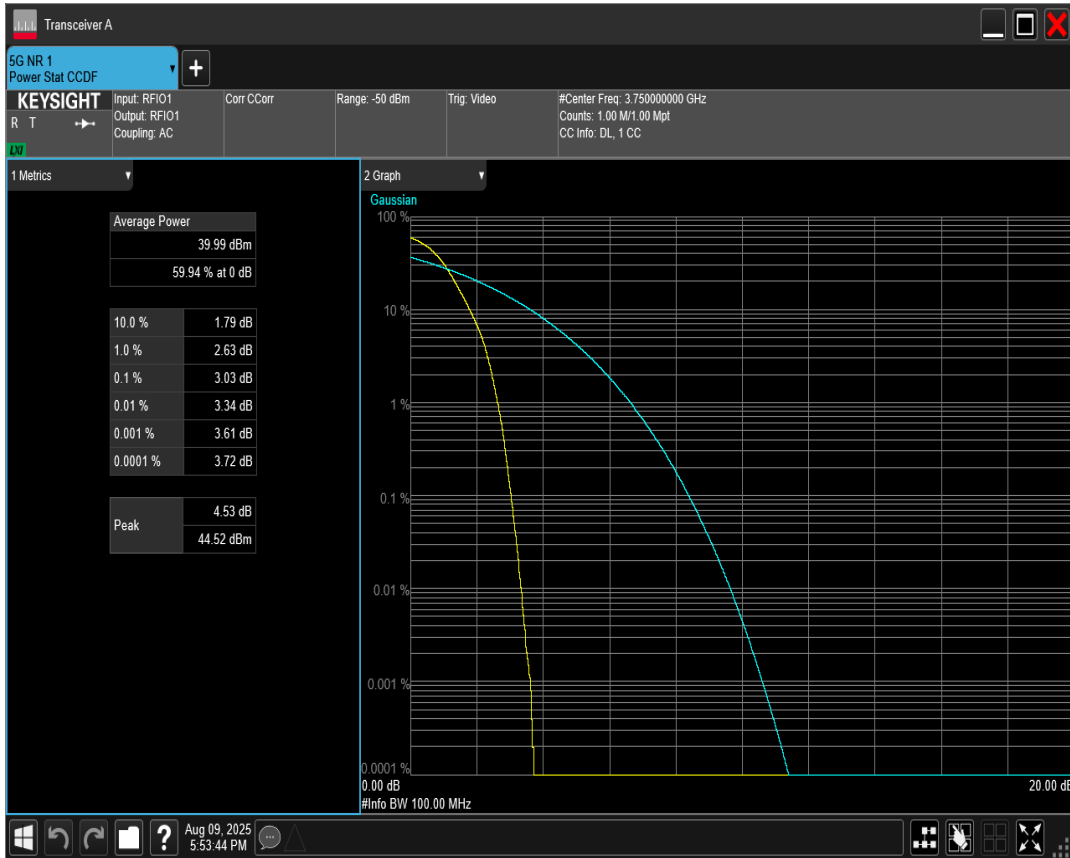 Transceiver A
5G NR 1
Power Stat CCDF
KEYSIGHT
R T
LXI
Input: RFIO1
Output: RFIO1
Coupling: AC
Corr CCorr
Range: -50 dBm
Trig: Video
#Center Freq: 3.750000000 GHz
Counts: 1.00 M/1.00 Mpt
CC Info: DL, 1 CC
1 Metrics
Average Power
39.99 dBm
59.94 % at 0 dB
10.0 % 1.79 dB
1.0 % 2.63 dB
0.1 % 3.03 dB
0.01 % 3.34 dB
0.001 % 3.61 dB
0.0001 % 3.72 dB
Peak
4.53 dB
44.52 dBm
2 Graph
Gaussian
100 %
10 %
1 %
0.1 %
0.01 %
0.001 %
0.0001 %
0.00 dB
20.00 dB
#Info BW 100.00 MHz
Aug 09, 2025
5:53:44 PM